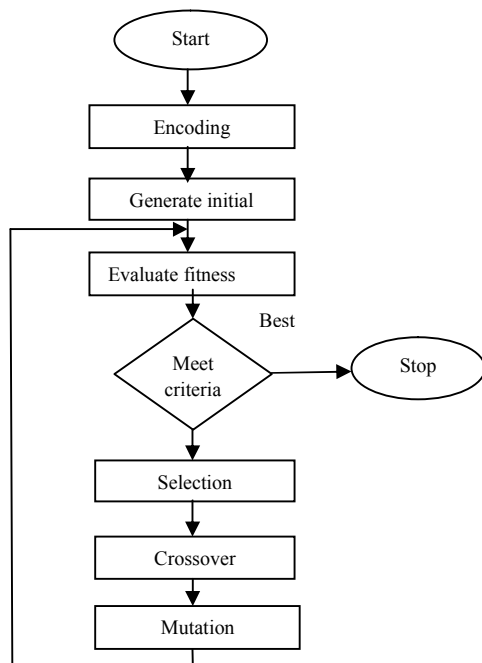 Start
Encoding
Generate initial
Evaluate fitness
Best
Meet
criteria
Stop
Selection
Crossover
Mutation